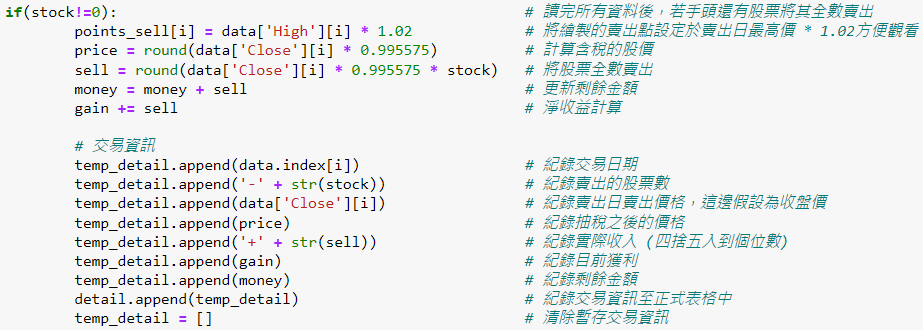 if(stock!=0): # 讀完所有資料後，若手頭還有股票將其全數賣出
points_sell[i] = data['High'][i] * 1.02 # 將繪製的賣出點設定於賣出日最高價 * 1.02方便觀看
price = round(data['Close'][i] * 0.995575) # 計算含稅的股價
sell = round(data['Close'][i] * 0.995575 * stock) # 將股票全數賣出
money = money + sell # 更新剩餘金額
gain += sell # 淨收益計算
# 交易資訊
temp_detail.append(data.index[i]) # 紀錄交易日期
temp_detail.append('-' + str(stock)) # 紀錄賣出的股票數
temp_detail.append(data['Close'][i]) # 紀錄賣出日賣出價格，這邊假設為收盤價
temp_detail.append(price) # 紀錄抽稅之後的價格
temp_detail.append('+' + str(sell)) # 紀錄實際收入 (四捨五入到個位數)
temp_detail.append(gain) # 紀錄目前獲利
temp_detail.append(money) # 紀錄剩餘金額
detail.append(temp_detail) # 紀錄交易資訊至正式表格中
temp_detail = [] # 清除暫存交易資訊